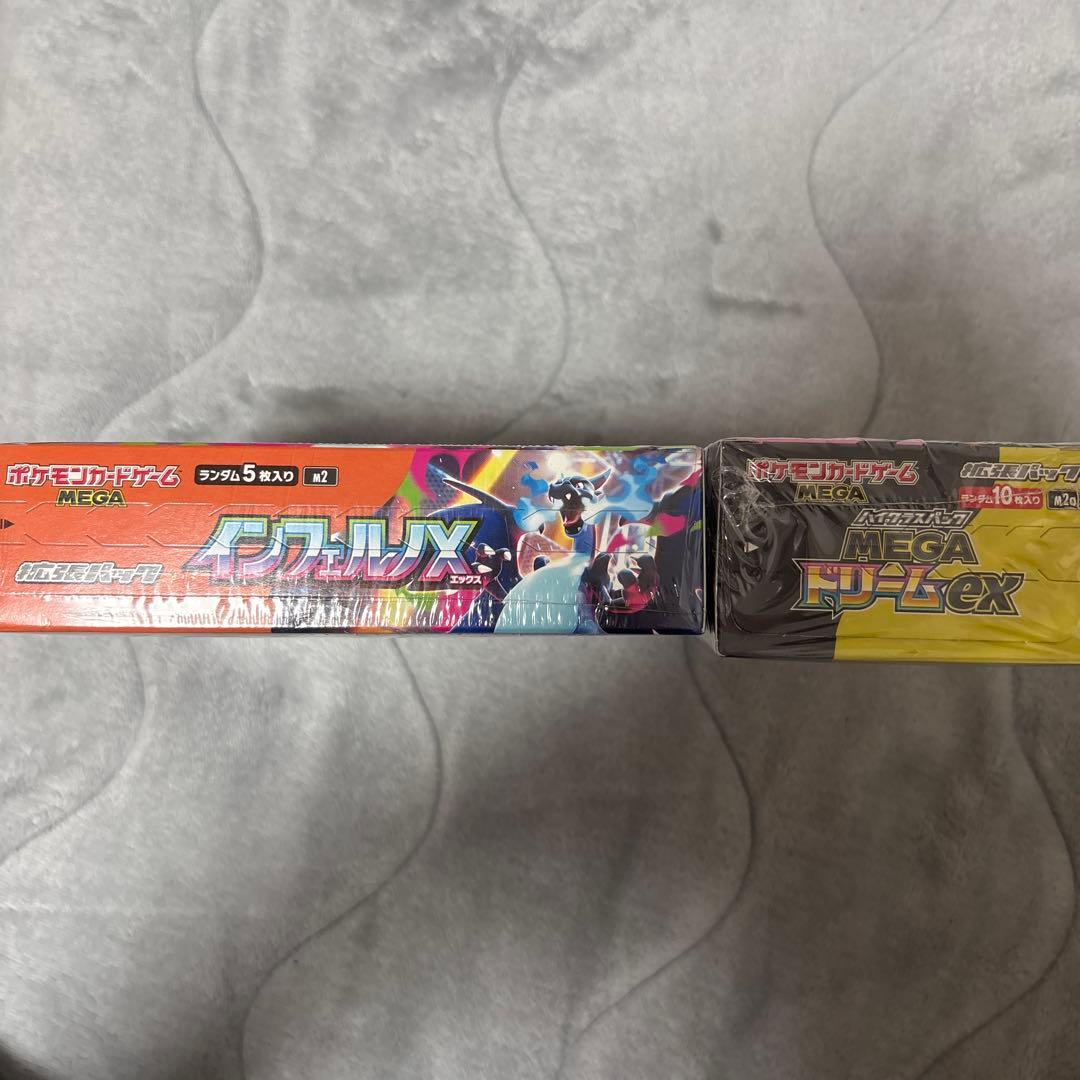 ポケモンカードゲーム
MEGA
ランダム5枚入り M2
拡張パック
インフェルノX
エックス
ポケモンカードゲーム
MEGA
拡張パック
ランダム10枚入り M2a
ハイクラスパック
MEGA
ドリームex